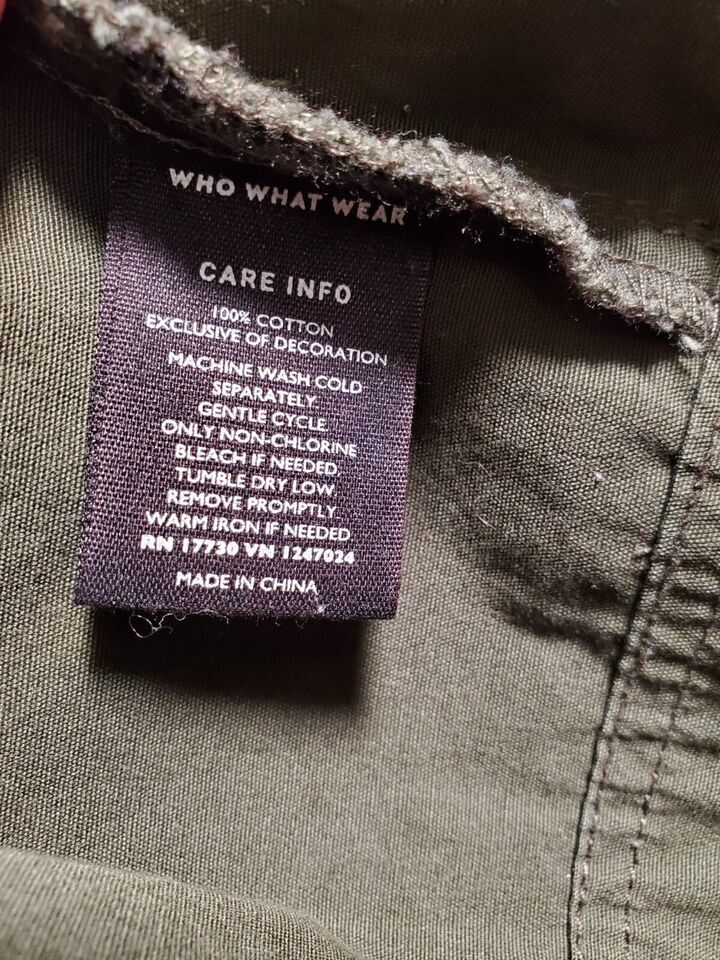 WHO WHAT WEAR
CARE INFO
100% COTTON
EXCLUSIVE OF DECORATION
MACHINE WASH COLD
SEPARATELY
GENTLE CYCLE
ONLY NON-CHLORINE
BLEACH IF NEEDED
TUMBLE DRY LOW
REMOVE PROMPTLY
WARM IRON IF NEEDED
RN 17730 VN 1247024
MADE IN CHINA